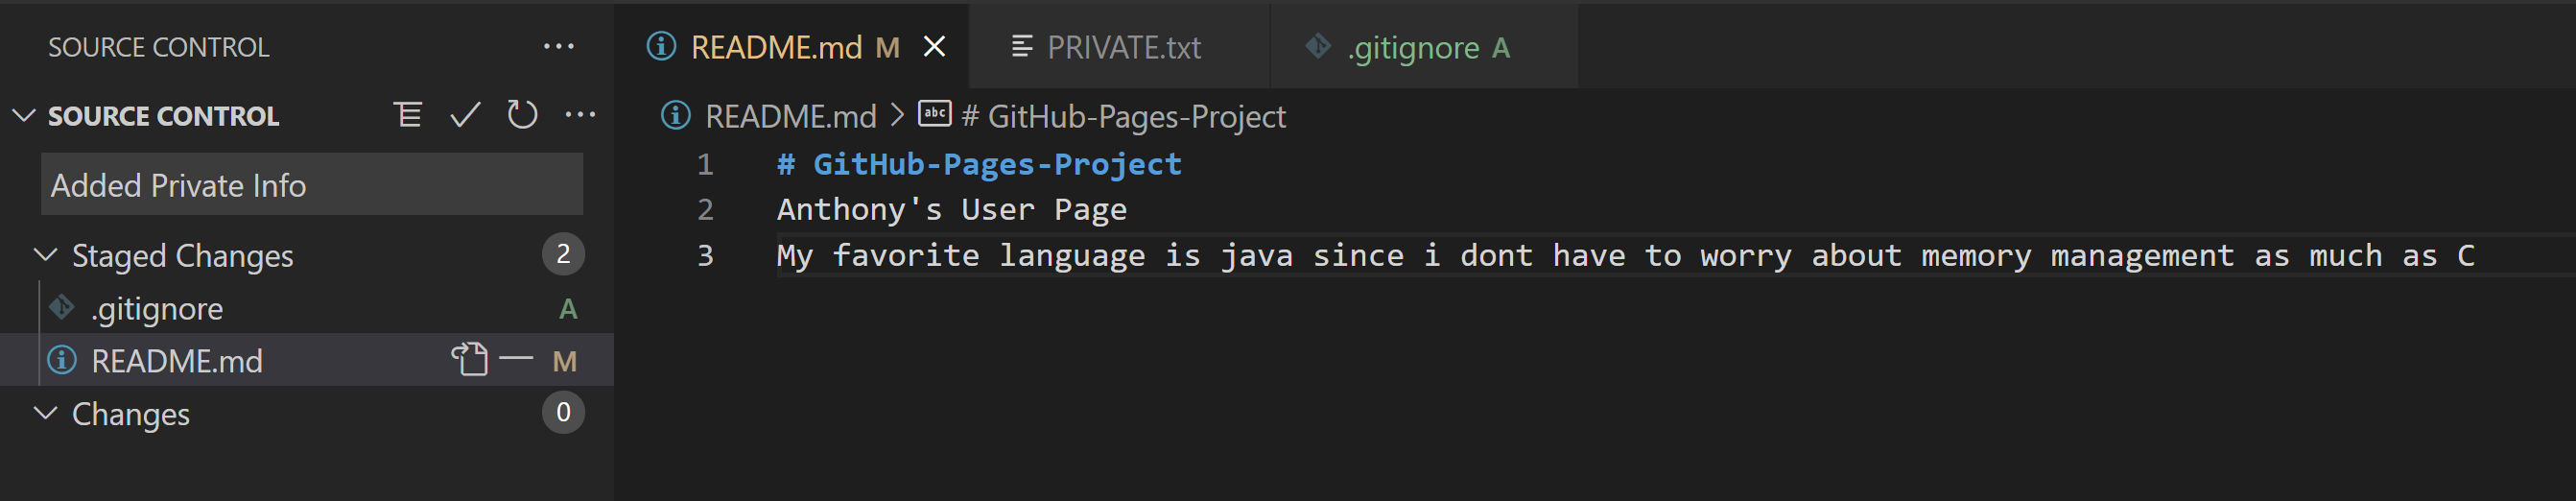 SOURCE CONTROL ...
SOURCE CONTROL ...
Added Private Info
Staged Changes 2
.gitignore A
README.md M
Changes 0
README.md M PRIVATE.txt .gitignore A
README.md > abc # GitHub-Pages-Project
1 # GitHub-Pages-Project
2 Anthony's User Page
3 My favorite language is java since i dont have to worry about memory management as much as C